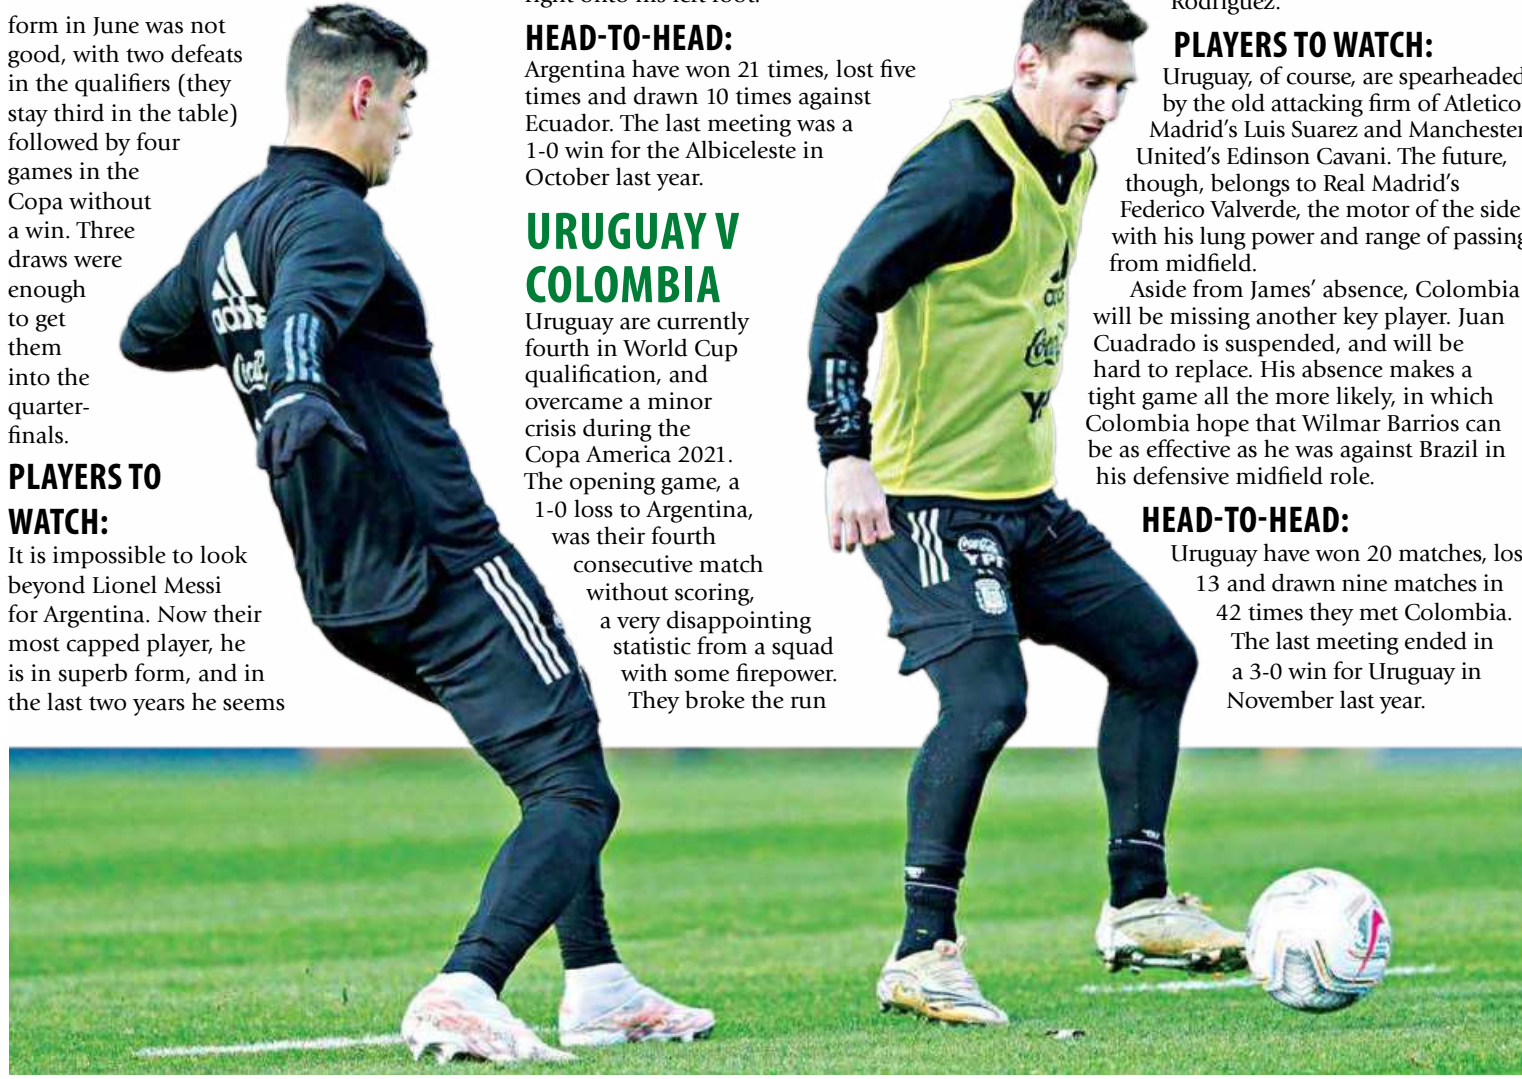 form in June was not
good, with two defeats
in the qualifiers (they
stay third in the table)
followed by four
games in the
Copa without
a win. Three
draws were
enough
to get
them
into the
quarter-
finals.
PLAYERS TO
WATCH:
It is impossible to look
beyond Lionel Messi
for Argentina. Now their
most capped player, he
is in superb form, and in
the last two years he seems
right onto his left foot.
HEAD-TO-HEAD:
Argentina have won 21 times, lost five
times and drawn 10 times against
Ecuador. The last meeting was a
1-0 win for the Albiceleste in
October last year.
URUGUAY V
COLOMBIA
Uruguay are currently
fourth in World Cup
qualification, and
overcame a minor
crisis during the
Copa America 2021.
The opening game, a
1-0 loss to Argentina,
was their fourth
consecutive match
without scoring,
a very disappointing
statistic from a squad
with some firepower.
They broke the run
Rodriguez.
PLAYERS TO WATCH:
Uruguay, of course, are spearheaded
by the old attacking firm of Atletico
Madrid's Luis Suarez and Manchester
United's Edinson Cavani. The future,
though, belongs to Real Madrid's
Federico Valverde, the motor of the side
with his lung power and range of passing
from midfield.
Aside from James' absence, Colombia
will be missing another key player. Juan
Cuadrado is suspended, and will be
hard to replace. His absence makes a
tight game all the more likely, in which
Colombia hope that Wilmar Barrios can
be as effective as he was against Brazil in
his defensive midfield role.
HEAD-TO-HEAD:
Uruguay have won 20 matches, los
13 and drawn nine matches in
42 times they met Colombia.
The last meeting ended in
a 3-0 win for Uruguay in
November last year.
adidas
Coca-Cola
YPF